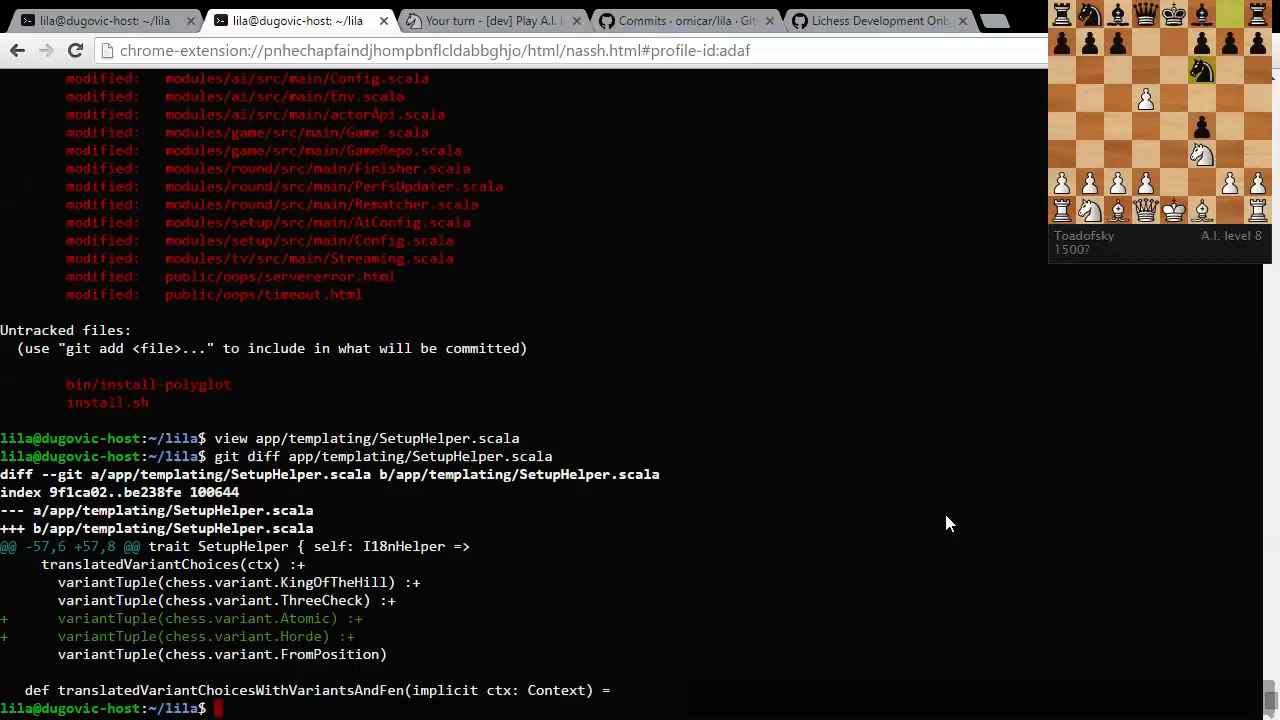 lila@dugovic-host: ~/lila
lila@dugovic-host: ~/lila
Your turn - [dev] Play A.I. l
Commits · ornicar/lila · Git
Lichess Development Onb
chrome-extension://pnhechapfaindjhompbnflcldabbghjo/html/nassh.html#profile-id:adaf
modified: modules/ai/src/main/Config.scala
modified: modules/ai/src/main/Env.scala
modified: modules/ai/src/main/actorApi.scala
modified: modules/game/src/main/Game.scala
modified: modules/game/src/main/GameRepo.scala
modified: modules/round/src/main/Finisher.scala
modified: modules/round/src/main/PerfsUpdater.scala
modified: modules/round/src/main/Rematcher.scala
modified: modules/setup/src/main/AiConfig.scala
modified: modules/setup/src/main/Config.scala
modified: modules/tv/src/main/Streaming.scala
modified: public/oops/servererror.html
modified: public/oops/timeout.html
Untracked files:
(use "git add <file>..." to include in what will be committed)
bin/install-polyglot
install.sh
lila@dugovic-host:~/lila$ view app/templating/SetupHelper.scala
lila@dugovic-host:~/lila$ git diff app/templating/SetupHelper.scala
diff --git a/app/templating/SetupHelper.scala b/app/templating/SetupHelper.scala
index 9f1ca02..be238fe 100644
--- a/app/templating/SetupHelper.scala
+++ b/app/templating/SetupHelper.scala
@@ -57,6 +57,8 @@ trait SetupHelper { self: I18nHelper =>
translatedVariantChoices(ctx) :+
variantTuple(chess.variant.KingOfTheHill) :+
variantTuple(chess.variant.ThreeCheck) :+
+ variantTuple(chess.variant.Atomic) :+
+ variantTuple(chess.variant.Horde) :+
variantTuple(chess.variant.FromPosition)
def translatedVariantChoicesWithVariantsAndFen(implicit ctx: Context) =
lila@dugovic-host:~/lila$
Toadofsky A.I. level 8
1500?